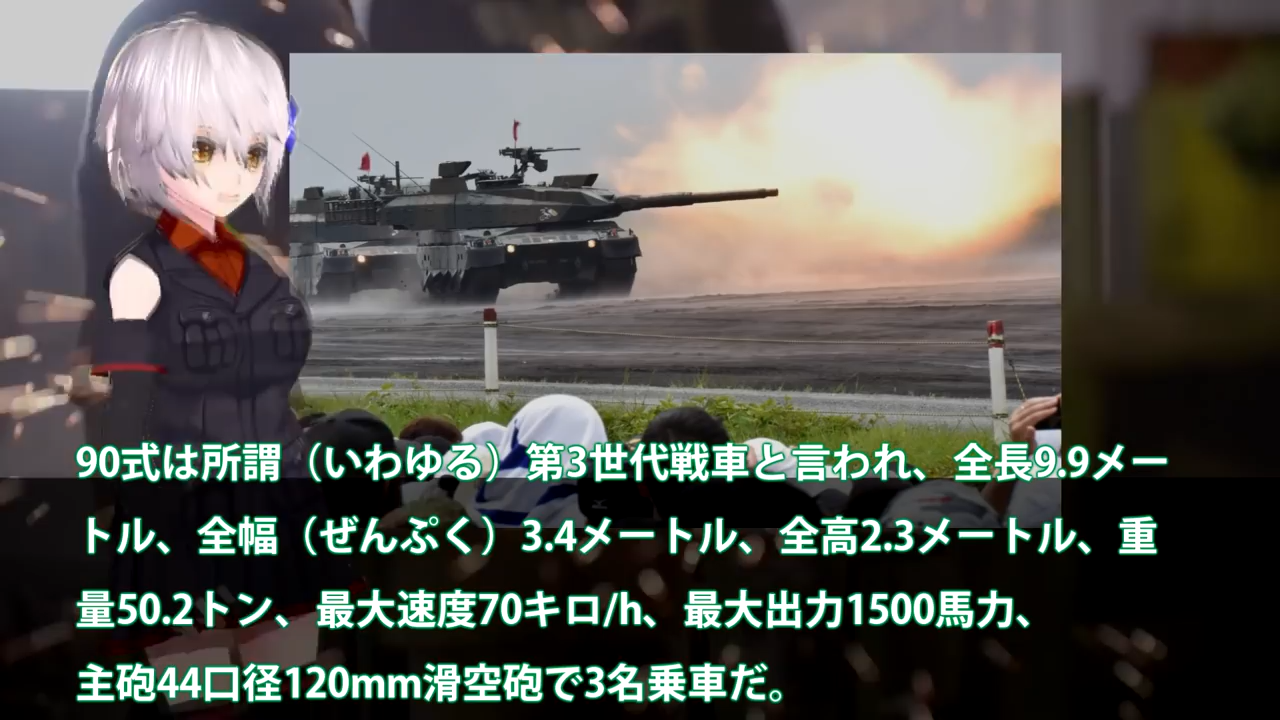 90式は所謂（いわゆる）第3世代戦車と言われ、全長9.9メー
トル、全幅（ぜんぷく）3.4メートル、全高2.3メートル、重
量50.2トン、最大速度70キロ/h、最大出力1500馬力、
主砲44口径120mm滑空砲で3名乗車だ。